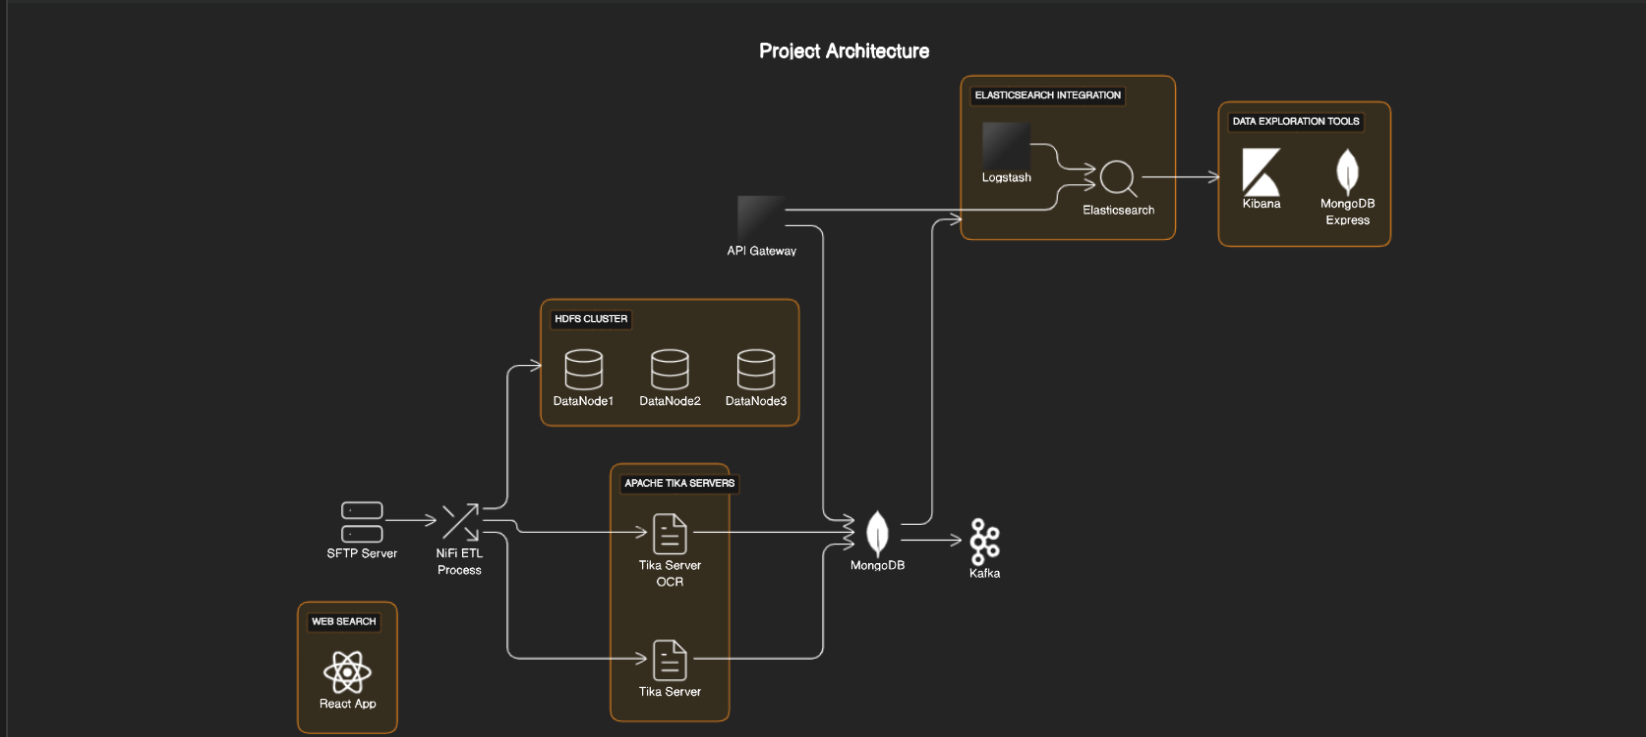 Project Architecture
ELASTICSEARCH INTEGRATION
Logstash
Elasticsearch
DATA EXPLORATION TOOLS
Kibana
MongoDB
Express
API Gateway
HDFS CLUSTER
DataNode1
DataNode2
DataNode3
APACHE TIKA SERVERS
SFTP Server
NiFi ETL
Process
Tika Server
OCR
MongoDB
Kafka
WEB SEARCH
React App
Tika Server